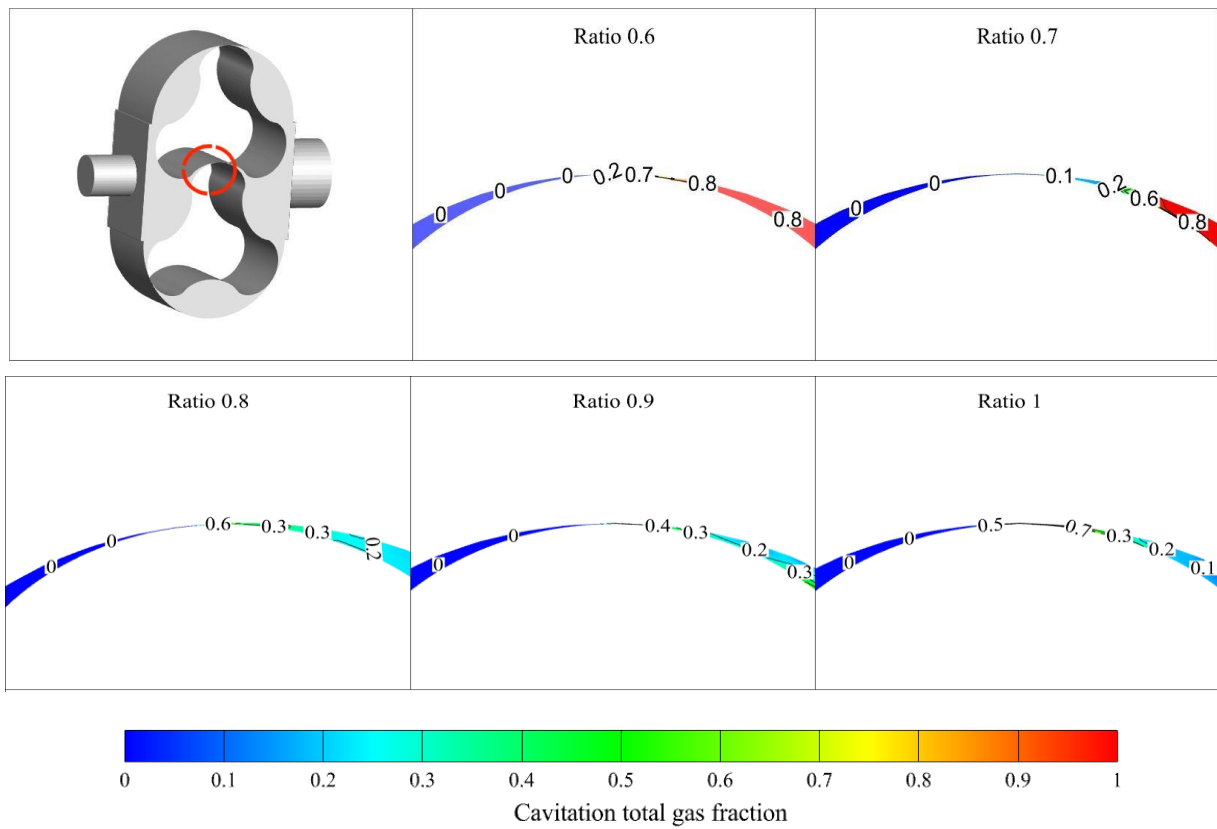 Ratio 0.6
0 0 0 0.2 0.7 0.8 0.8
Ratio 0.7
0 0 0.1 0.2 0.6 0.8
Ratio 0.8
0 0 0.6 0.3 0.3 0.2
Ratio 0.9
0 0 0.4 0.3 0.2 0.3
Ratio 1
0 0 0.5 0.7 0.3 0.2 0.1
0 0.1 0.2 0.3 0.4 0.5 0.6 0.7 0.8 0.9 1
Cavitation total gas fraction